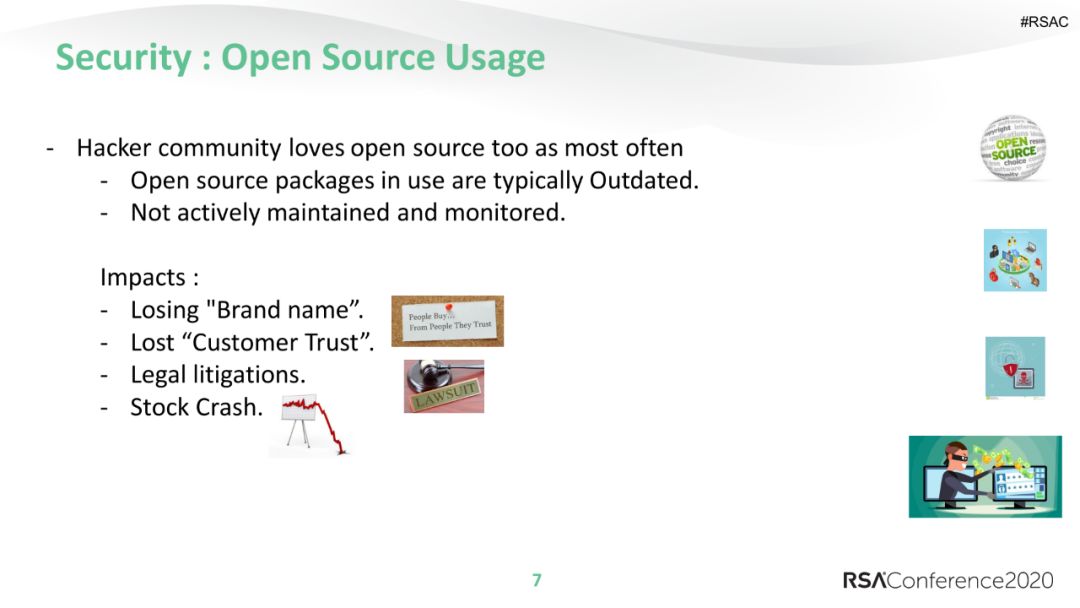 #RSAC
Security : Open Source Usage
- Hacker community loves open source too as most often
- Open source packages in use are typically Outdated.
- Not actively maintained and monitored.
Impacts :
- Losing "Brand name”.
- Lost “Customer Trust”.
- Legal litigations.
- Stock Crash.
People Buy...
From People They Trust
LAWSUIT
OPEN
SOURCE
choice
7
RSAConference2020